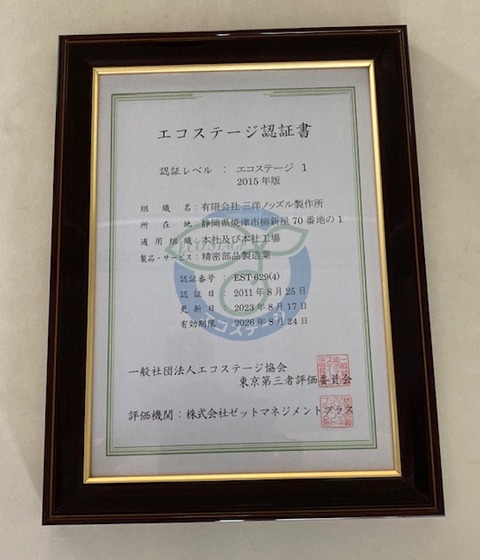 エコステージ認証書
認証レベル : エコステージ 1
2015年版
組織名 : 有限会社三洋ノッズル製作所
所在地 : 静岡県焼津市柳新屋70番地の1
適用組織 : 本社及び本社工場
製品・サービス : 精密部品製造業
認証番号 : EST-629(4)
認証日 : 2011年8月25日
更新日 : 2023年8月17日
有効期限 : 2026年8月24日
一般社団法人エコステージ協会
東京第三者評価委員会
評価機関 : 株式会社ゼットマネジメントプラス
ECOSTAGE
エコステージ